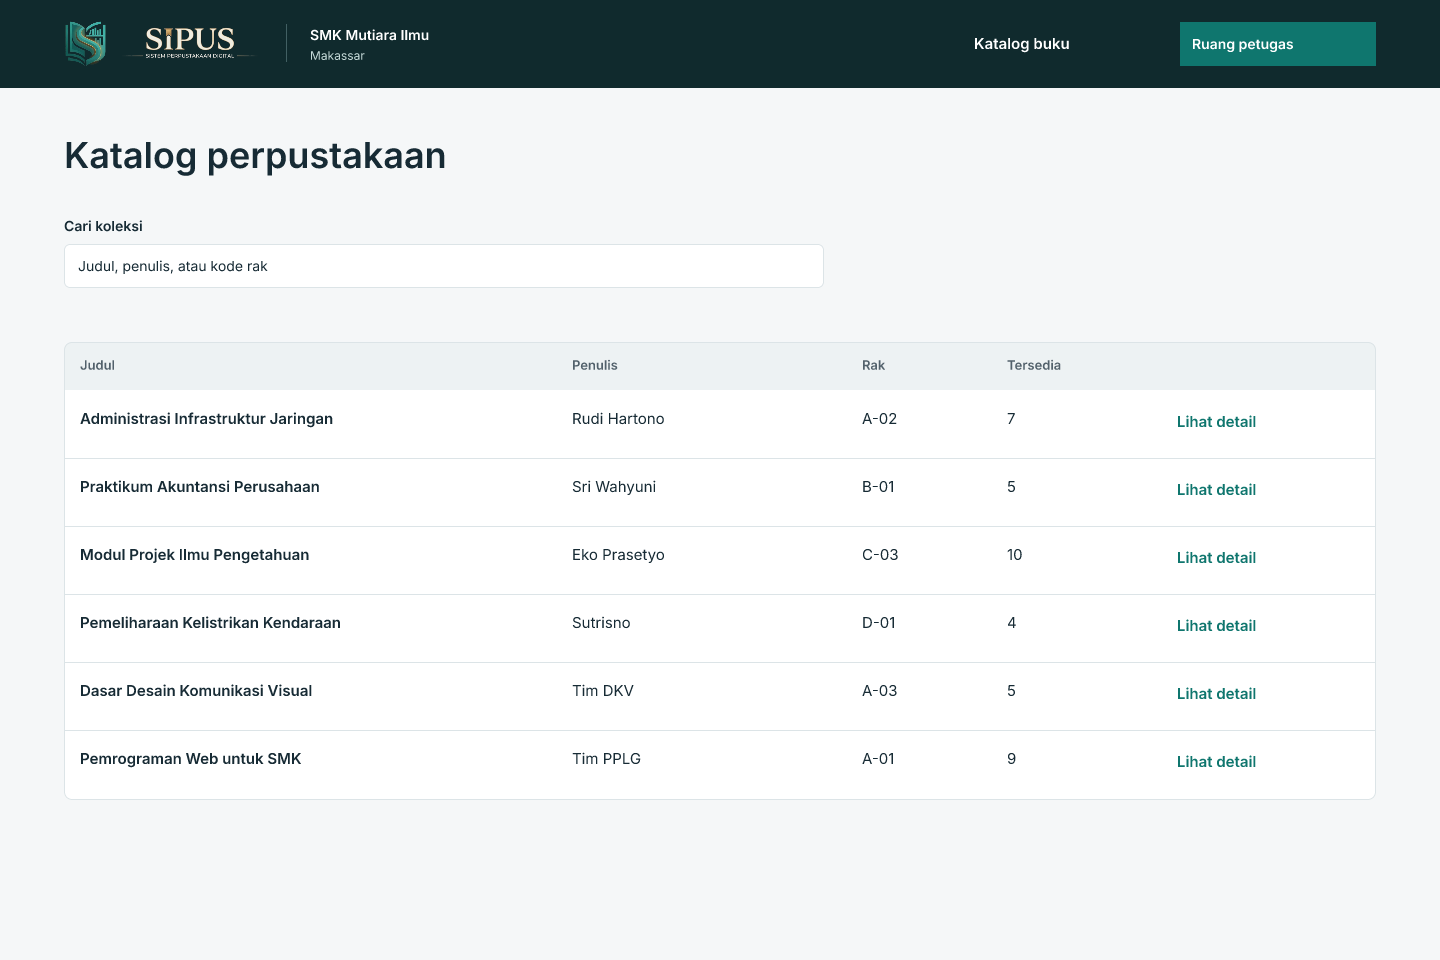 SIPUS
SISTEM PERPUSTAKAAN DIGITAL
SMK Mutiara Ilmu
Makassar
Katalog buku
Ruang petugas
Katalog perpustakaan
Cari koleksi
Judul, penulis, atau kode rak
Judul Penulis Rak Tersedia
Administrasi Infrastruktur Jaringan Rudi Hartono A-02 7 Lihat detail
Praktikum Akuntansi Perusahaan Sri Wahyuni B-01 5 Lihat detail
Modul Projek Ilmu Pengetahuan Eko Prasetyo C-03 10 Lihat detail
Pemeliharaan Kelistrikan Kendaraan Sutrisno D-01 4 Lihat detail
Dasar Desain Komunikasi Visual Tim DKV A-03 5 Lihat detail
Pemrograman Web untuk SMK Tim PPLG A-01 9 Lihat detail